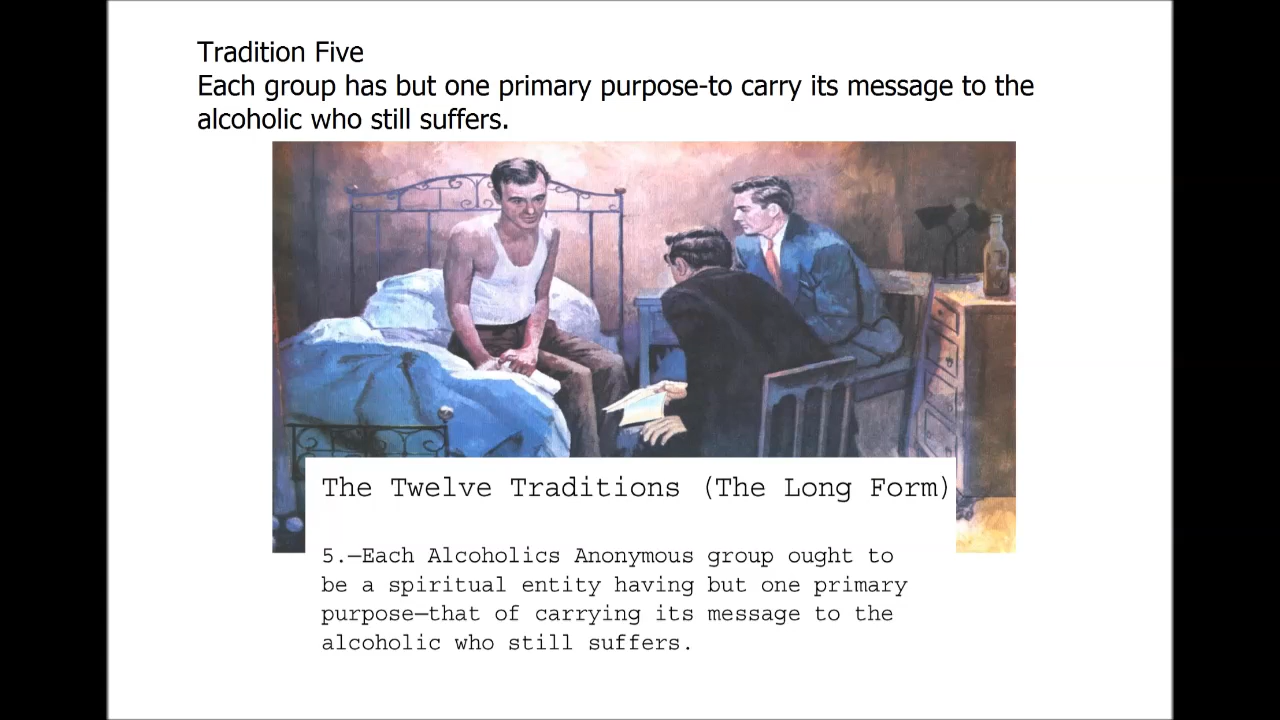 Tradition Five
Each group has but one primary purpose-to carry its message to the
alcoholic who still suffers.
The Twelve Traditions (The Long Form)
5.—Each Alcoholics Anonymous group ought to
be a spiritual entity having but one primary
purpose—that of carrying its message to the
alcoholic who still suffers.